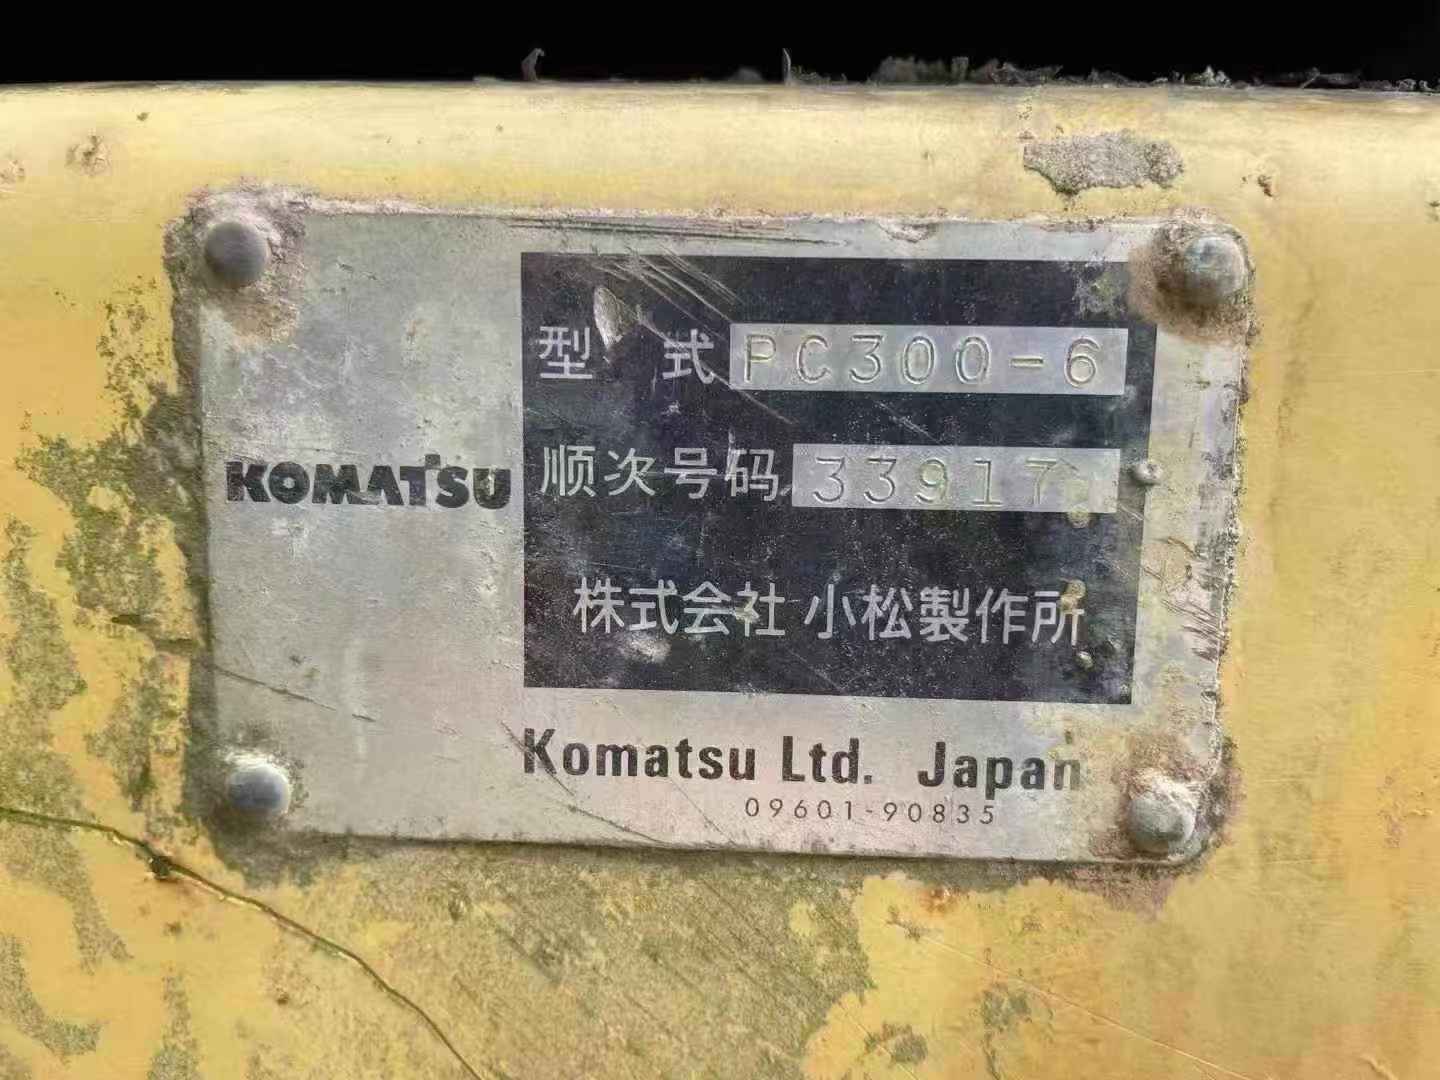 型 式 PC300-6
KOMATSU
顺次号码 33917
株式会社 小松製作所
Komatsu Ltd. Japan
09601-90835